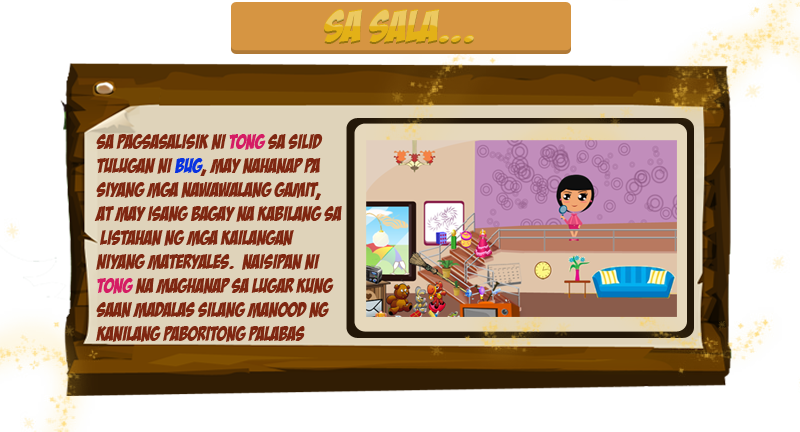 SA SALA...
SA PAGSASALISIK NI TONG SA SILID
TULUGAN NI BUG, MAY NAHANAP PA
SIYANG MGA NAWAWALANG GAMIT,
AT MAY ISANG BAGAY NA KABILANG SA
LISTAHAN NG MGA KAILANGAN
NIYANG MATERYALES. NAISIPAN NI
TONG NA MAGHANAP SA LUGAR KUNG
SAAN MADALAS SILANG MANOOD NG
KANILANG PABORITONG PALABAS